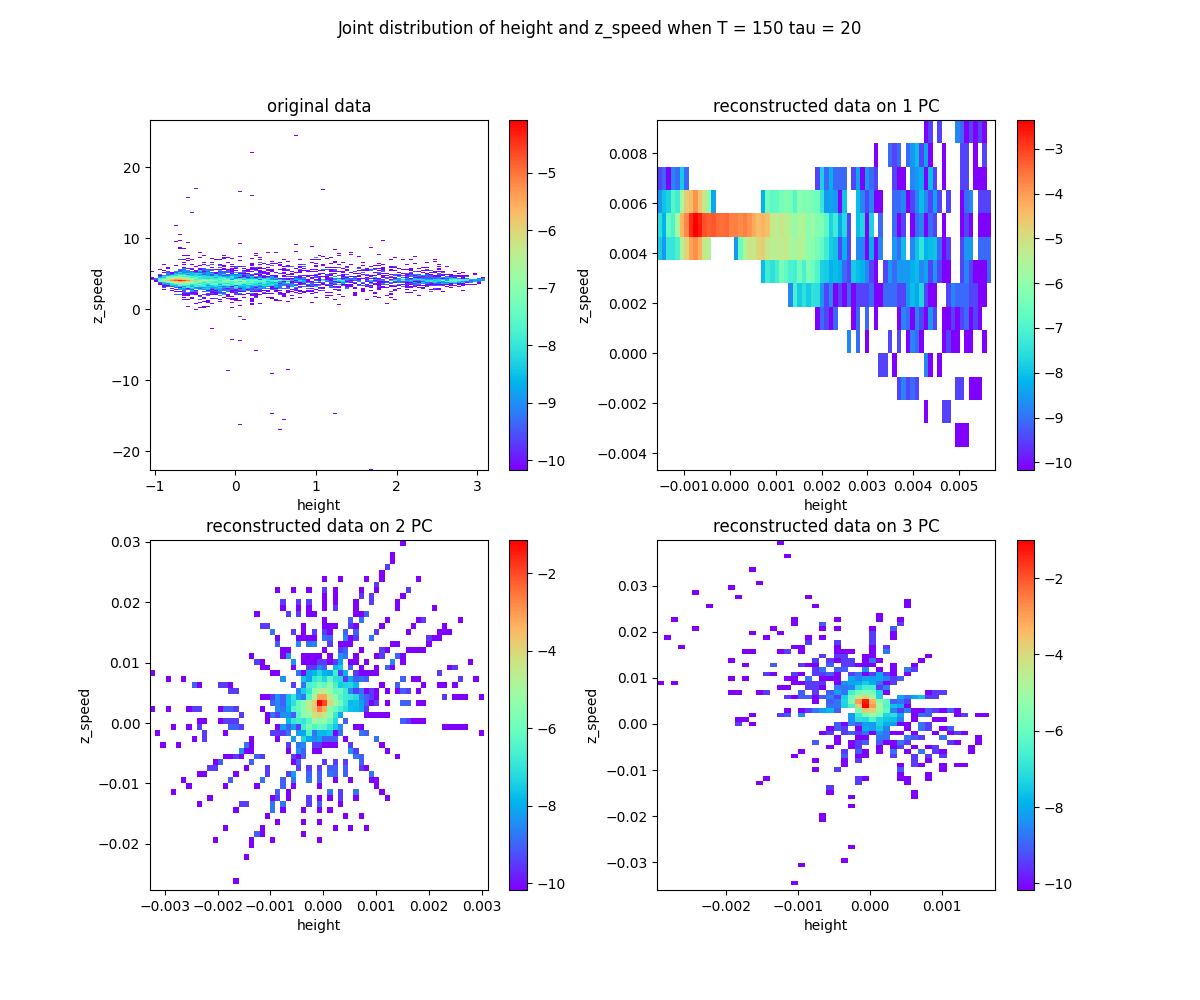 Joint distribution of height and z_speed when T = 150 tau = 20
original data
z_speed
20
10
0
−10
−20
−1 0 1 2 3
height
−5
−6
−7
−8
−9
−10
reconstructed data on 1 PC
z_speed
0.008
0.006
0.004
0.002
0.000
−0.002
−0.004
−0.001 0.000 0.001 0.002 0.003 0.004 0.005
height
−3
−4
−5
−6
−7
−8
−9
−10
reconstructed data on 2 PC
z_speed
0.03
0.02
0.01
0.00
−0.01
−0.02
−0.003 −0.002 −0.001 0.000 0.001 0.002 0.003
height
−2
−4
−6
−8
−10
reconstructed data on 3 PC
z_speed
0.03
0.02
0.01
0.00
−0.01
−0.02
−0.03
−0.002 −0.001 0.000 0.001
height
−2
−4
−6
−8
−10